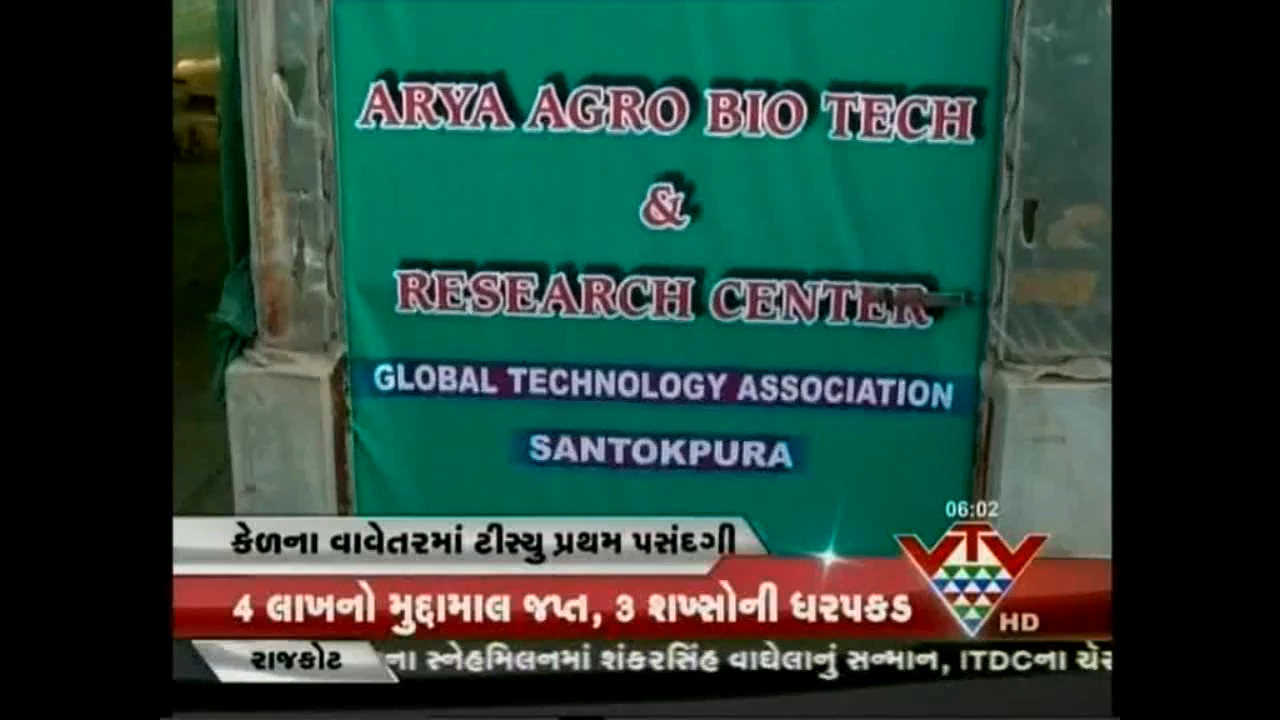 ARYA AGRO BIO TECH
&
RESEARCH CENTER
GLOBAL TECHNOLOGY ASSOCIATION
SANTOKPURA
06:02
કેળના વાવેતરમાં ટીસ્યુ પ્રથમ પસંદગી
VTV
4 લાખનો મુદ્દામાલ જપ્ત, 3 શખ્સોની ધરપકડ
HD
રાજકોટ ના સ્નેહમિલનમાં શંકરસિંહ વાઘેલાનું સન્માન, ITDCના